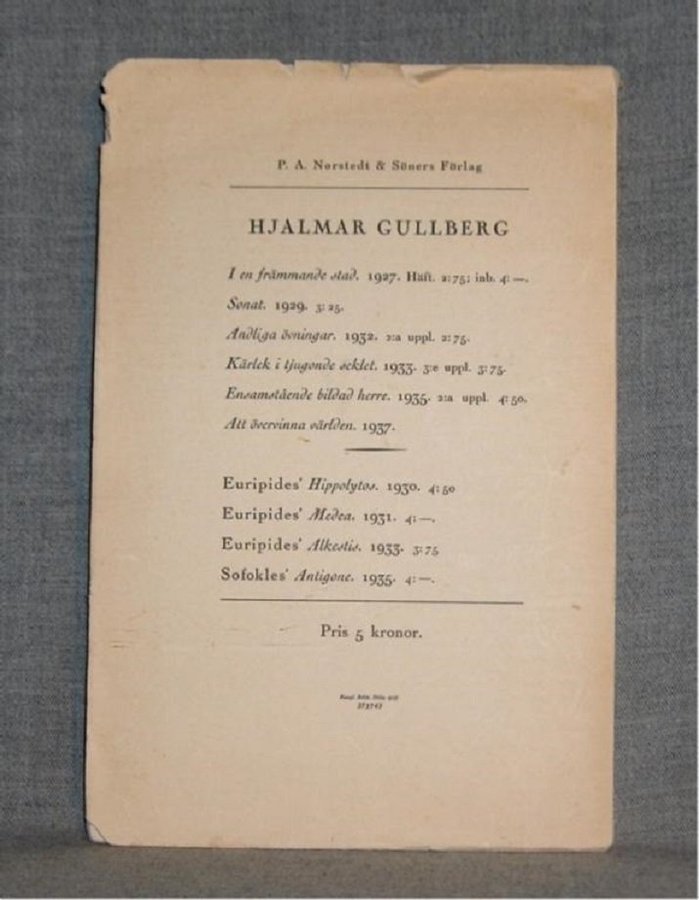 P. A. Norstedt & Söners Förlag
HJALMAR GULLBERG
I en främmande stad. 1927. Häft. 2:75; inb. 4:—.
Sonat. 1929. 3:25.
Andliga övningar. 1932. 2:a uppl. 2:75.
Kärlek i tjugonde seklet. 1933. 3:e uppl. 3:75.
Ensamstående bildad herre. 1935. 2:a uppl. 4:50.
Att övervinna världen. 1937.
Euripides’ Hippolytos. 1930. 4:50
Euripides’ Medea. 1931. 4:—.
Euripides’ Alkestis. 1933. 3:75
Sofokles’ Antigone. 1935. 4:—.
Pris 5 kronor.